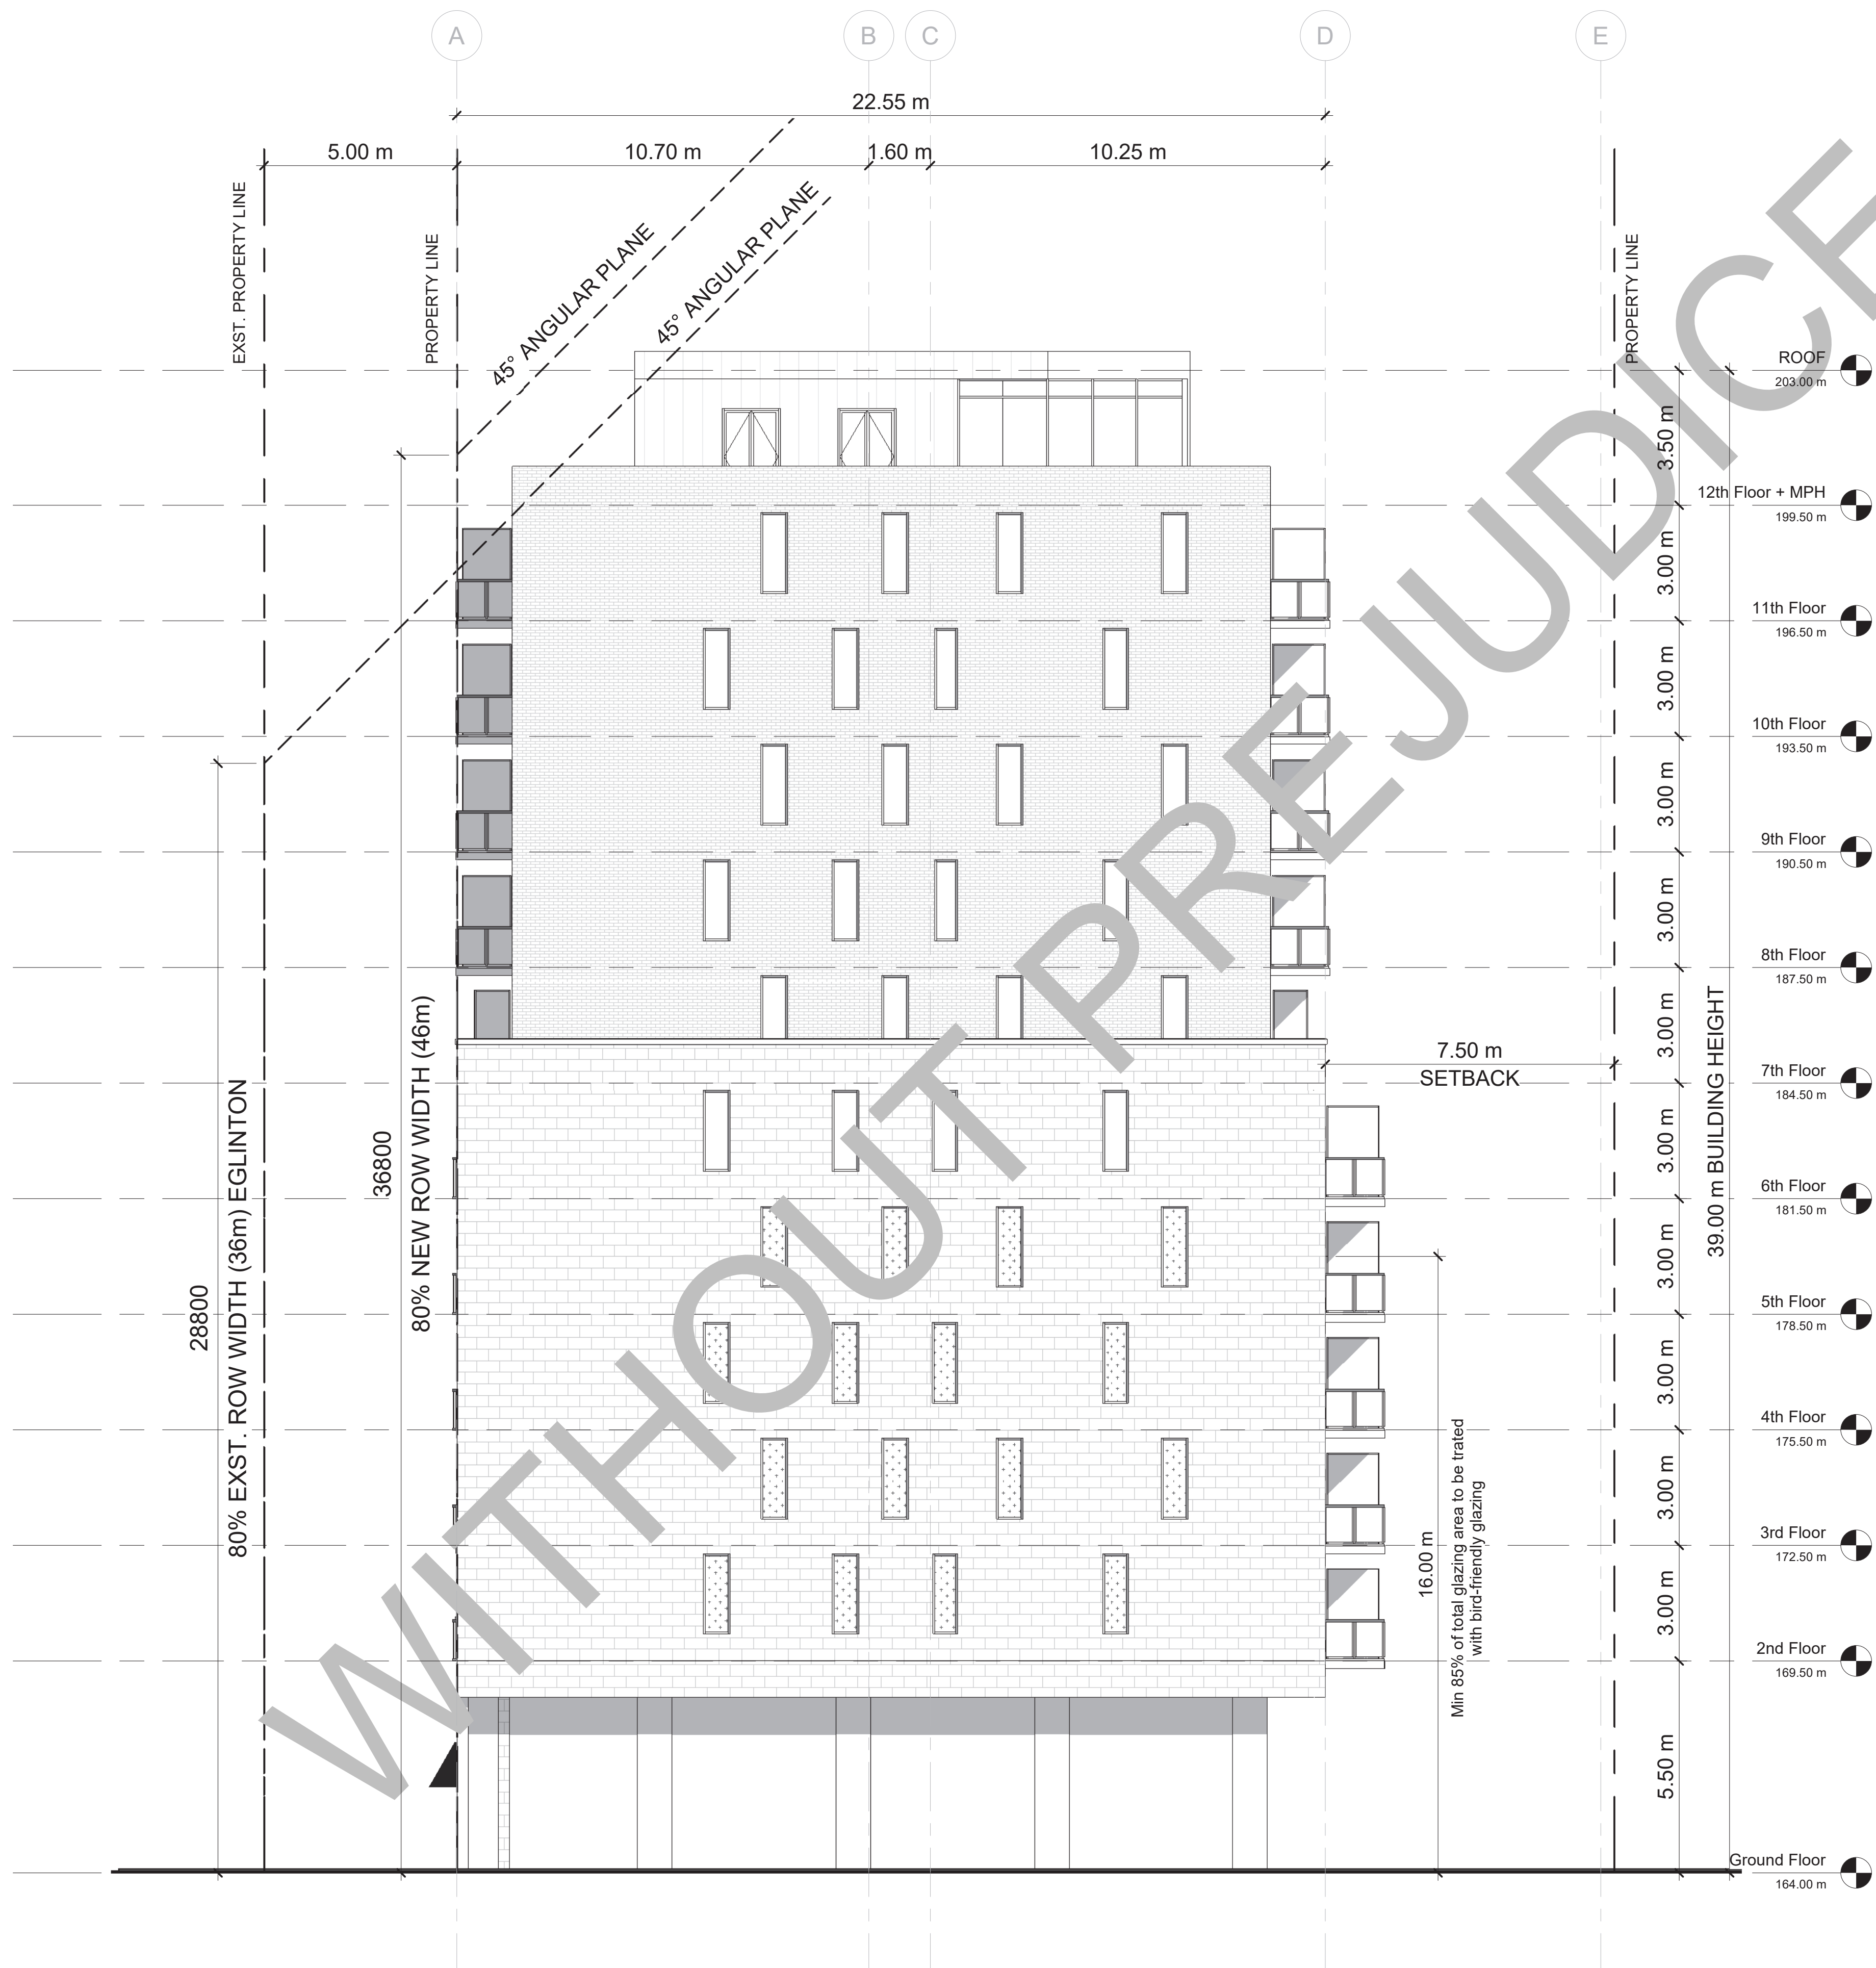 A
B
C
D
E
22.55 m
5.00 m
10.70 m
1.60 m
10.25 m
EXST. PROPERTY LINE
PROPERTY LINE
45° ANGULAR PLANE
45° ANGULAR PLANE
PROPERTY LINE
ROOF
203.00 m
3.50 m
12th Floor + MPH
199.50 m
3.00 m
11th Floor
196.50 m
3.00 m
10th Floor
193.50 m
3.00 m
9th Floor
190.50 m
3.00 m
8th Floor
187.50 m
3.00 m
7th Floor
184.50 m
3.00 m
6th Floor
181.50 m
3.00 m
5th Floor
178.50 m
3.00 m
4th Floor
175.50 m
3.00 m
3rd Floor
172.50 m
3.00 m
2nd Floor
169.50 m
5.50 m
Ground Floor
164.00 m
39.00 m BUILDING HEIGHT
7.50 m
SETBACK
28800
80% EXST. ROW WIDTH (36m) EGLINTON
36800
80% NEW ROW WIDTH (46m)
16.00 m
Min 85% of total glazing area to be trated
with bird-friendly glazing
WITHOUT PREJUDICE